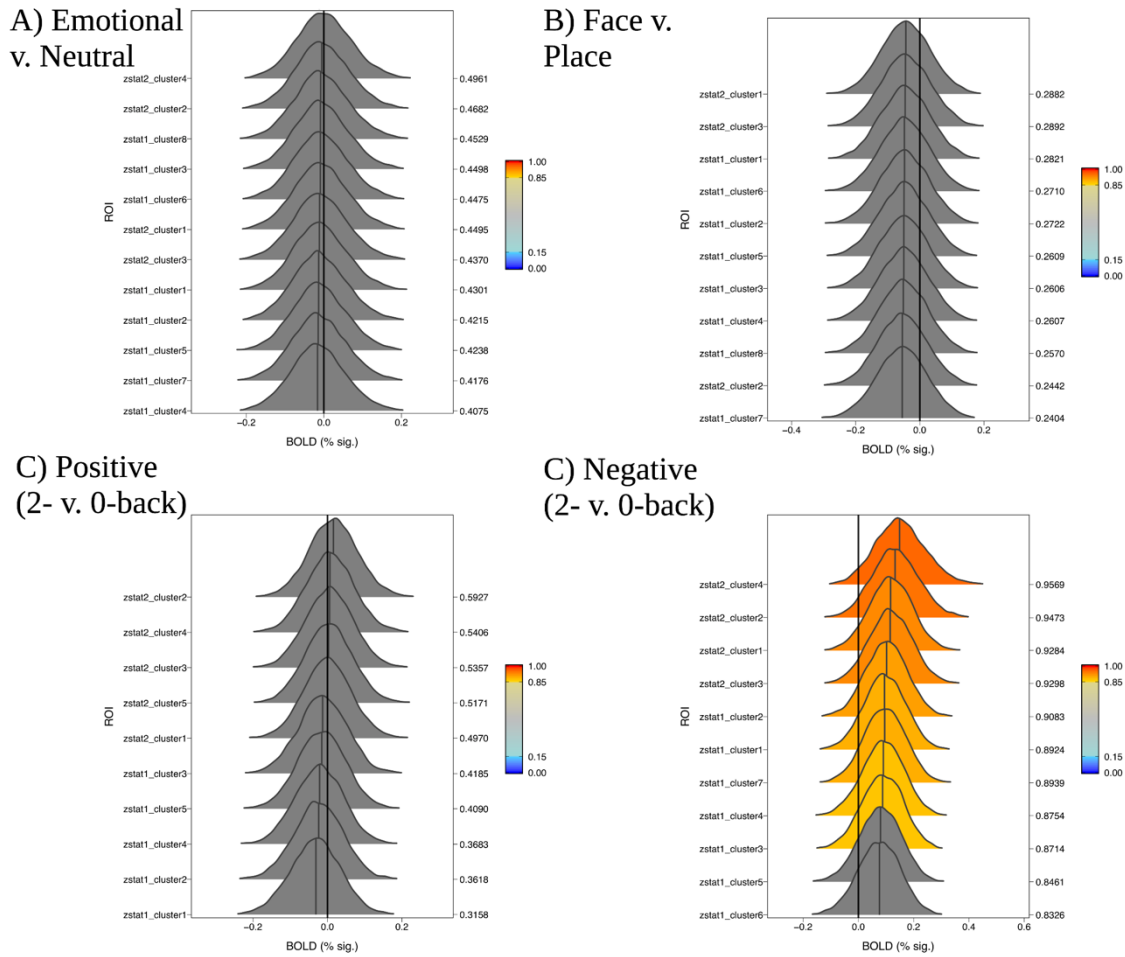 A) Emotional
v. Neutral
zstat2_cluster4 0.4961
zstat2_cluster2 0.4682
zstat1_cluster8 0.4529
zstat1_cluster3 0.4498
zstat1_cluster6 0.4475
zstat2_cluster1 0.4495
zstat2_cluster3 0.4370
zstat1_cluster1 0.4301
zstat1_cluster2 0.4215
zstat1_cluster5 0.4238
zstat1_cluster7 0.4176
zstat1_cluster4 0.4075
ROI
−0.2 0.0 0.2
BOLD (% sig.)
1.00
0.85
0.15
0.00
B) Face v.
Place
zstat2_cluster1 0.2882
zstat2_cluster3 0.2892
zstat1_cluster1 0.2821
zstat1_cluster6 0.2710
zstat1_cluster2 0.2722
zstat1_cluster5 0.2609
zstat1_cluster3 0.2606
zstat1_cluster4 0.2607
zstat1_cluster8 0.2570
zstat2_cluster2 0.2442
zstat1_cluster7 0.2404
ROI
−0.4 −0.2 0.0 0.2
BOLD (% sig.)
1.00
0.85
0.15
0.00
C) Positive
(2- v. 0-back)
zstat2_cluster2 0.5927
zstat2_cluster4 0.5406
zstat2_cluster3 0.5357
zstat2_cluster5 0.5171
zstat2_cluster1 0.4970
zstat1_cluster3 0.4185
zstat1_cluster5 0.4090
zstat1_cluster4 0.3683
zstat1_cluster2 0.3618
zstat1_cluster1 0.3158
ROI
−0.2 0.0 0.2
BOLD (% sig.)
1.00
0.85
0.15
0.00
C) Negative
(2- v. 0-back)
zstat2_cluster4 0.9569
zstat2_cluster2 0.9473
zstat2_cluster1 0.9284
zstat2_cluster3 0.9298
zstat1_cluster2 0.9083
zstat1_cluster1 0.8924
zstat1_cluster7 0.8939
zstat1_cluster4 0.8754
zstat1_cluster3 0.8714
zstat1_cluster5 0.8461
zstat1_cluster6 0.8326
ROI
−0.2 0.0 0.2 0.4 0.6
BOLD (% sig.)
1.00
0.85
0.15
0.00